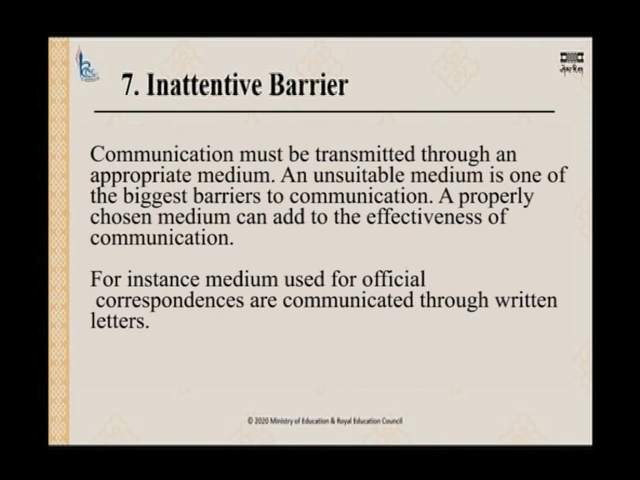 7. Inattentive Barrier
Communication must be transmitted through an
appropriate medium. An unsuitable medium is one of
the biggest barriers to communication. A properly
chosen medium can add to the effectiveness of
communication.
For instance medium used for official
correspondences are communicated through written
letters.
© 2020 Ministry of Education & Royal Education Council